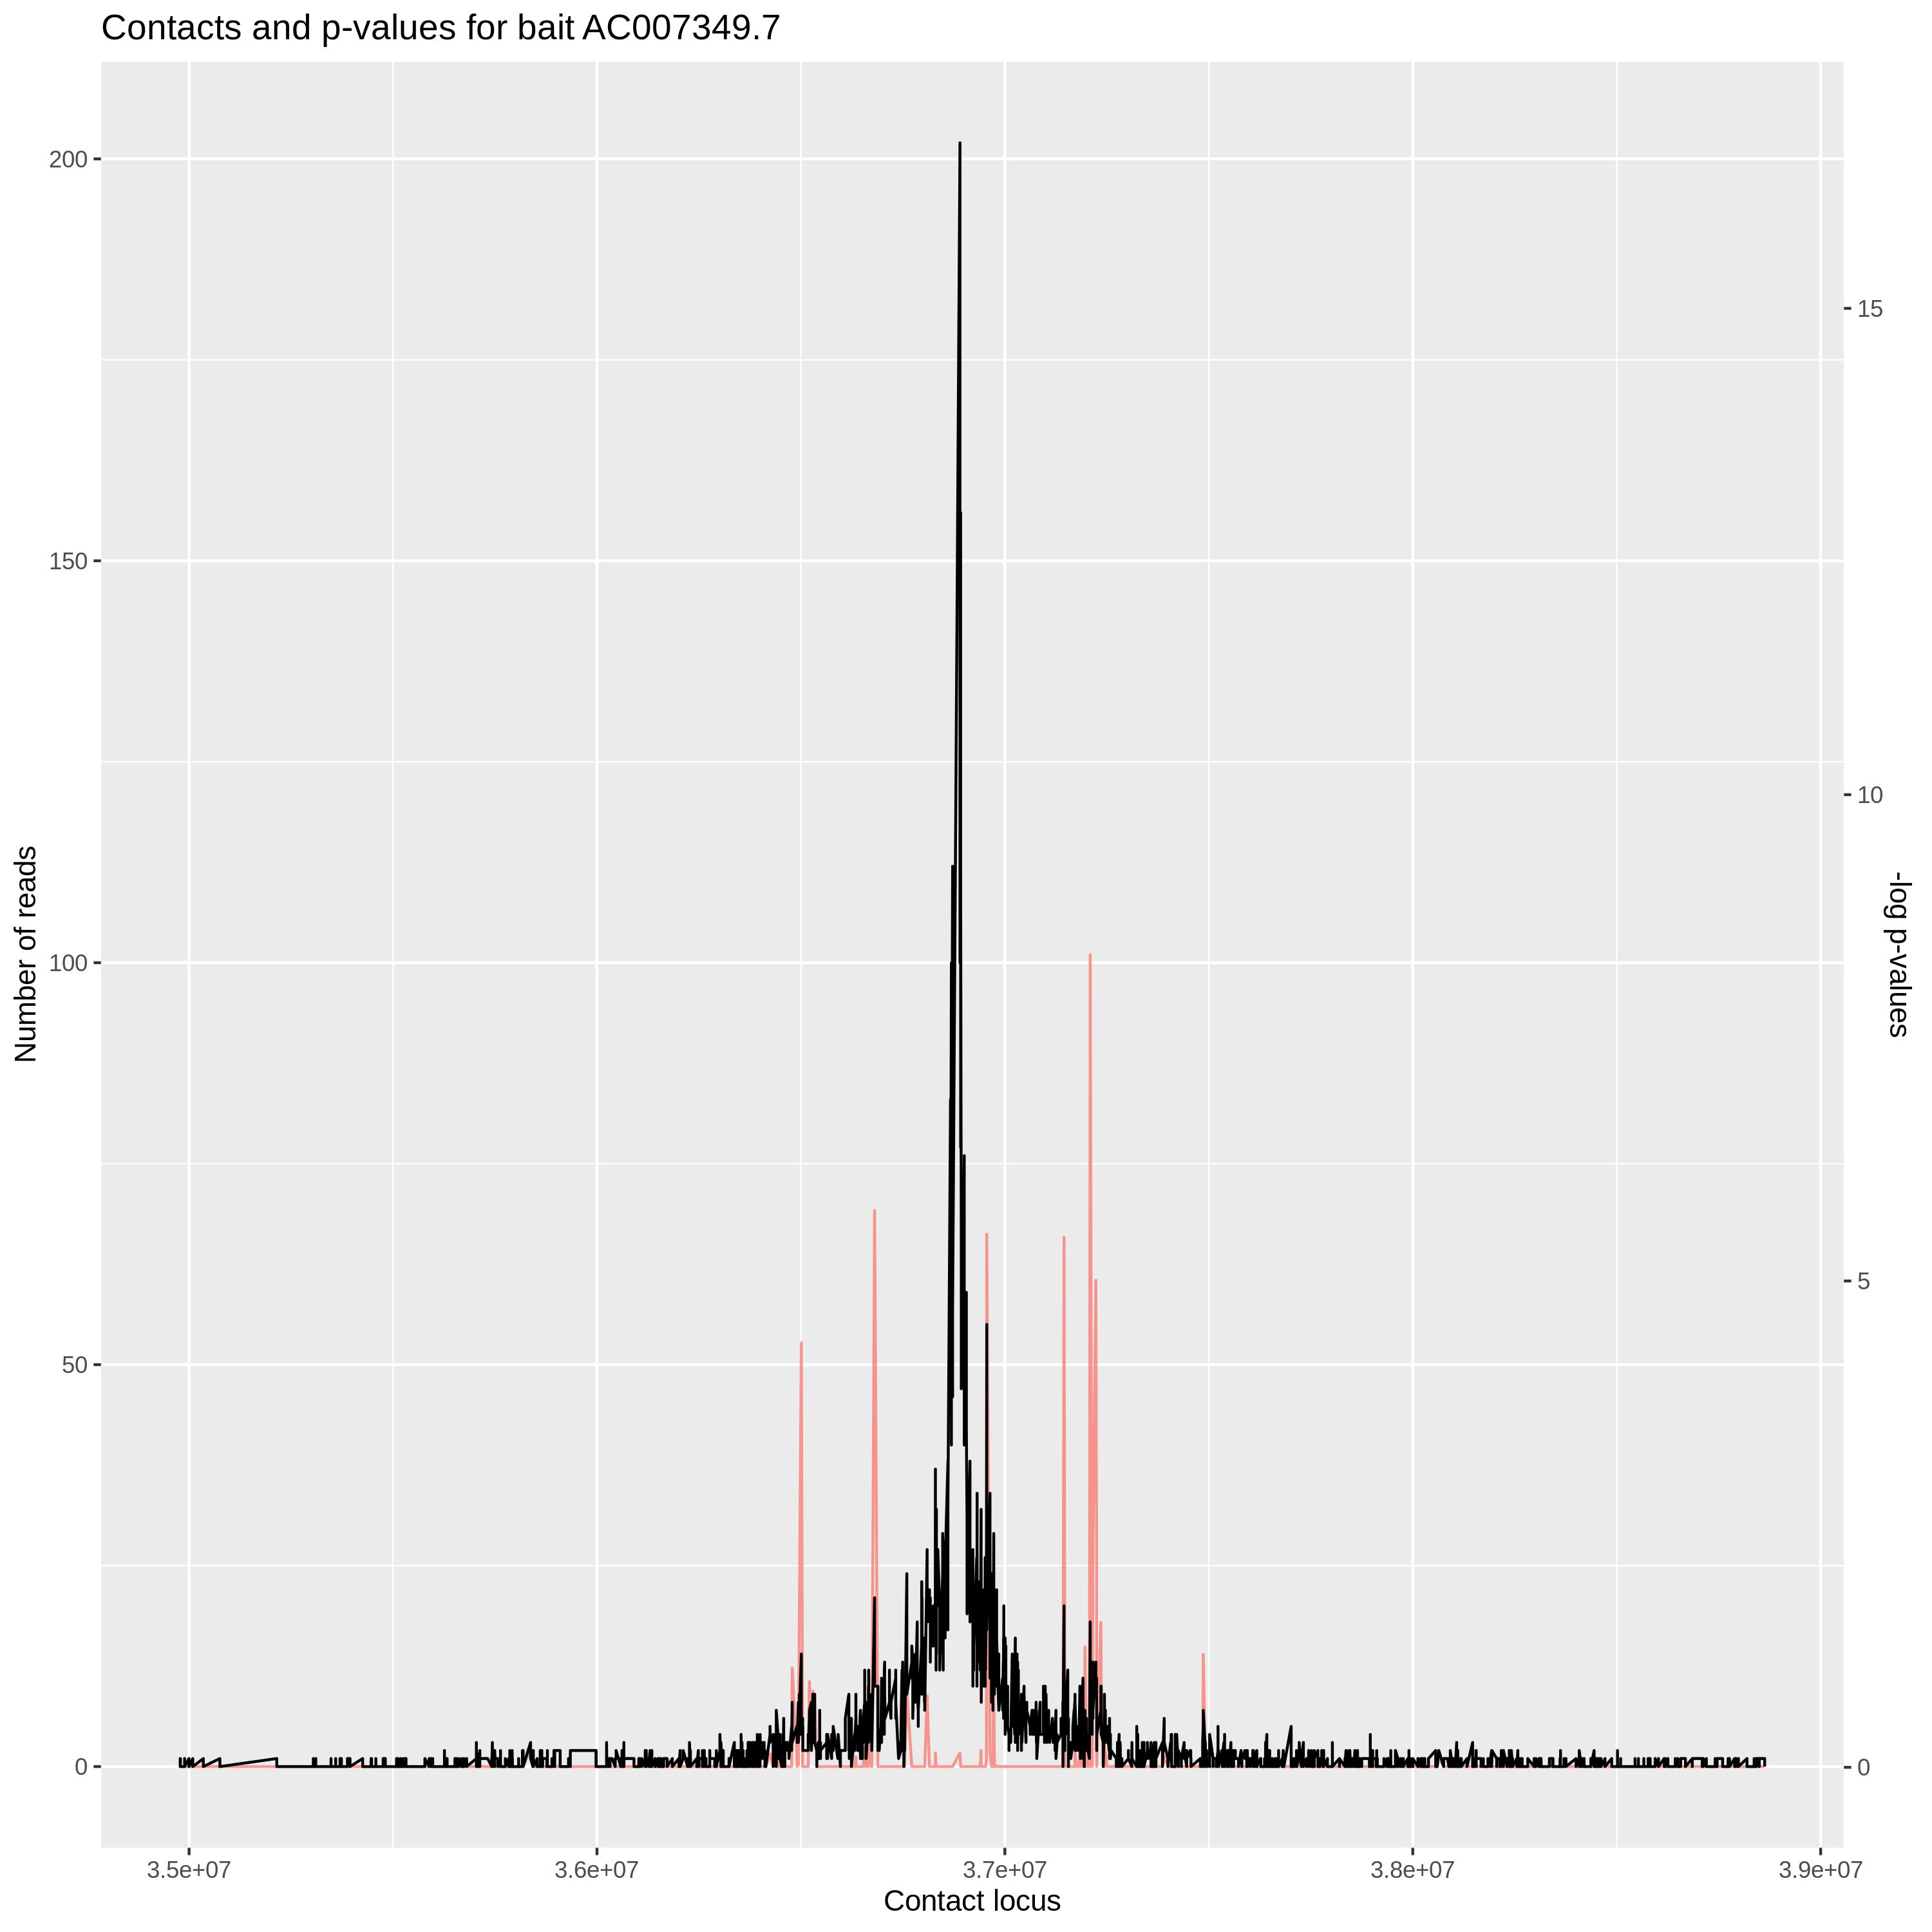 Contacts and p-values for bait AC007349.7
200
150
100
50
0
Number of reads
15
10
5
0
-log p-values
3.5e+07
3.6e+07
3.7e+07
3.8e+07
3.9e+07
Contact locus